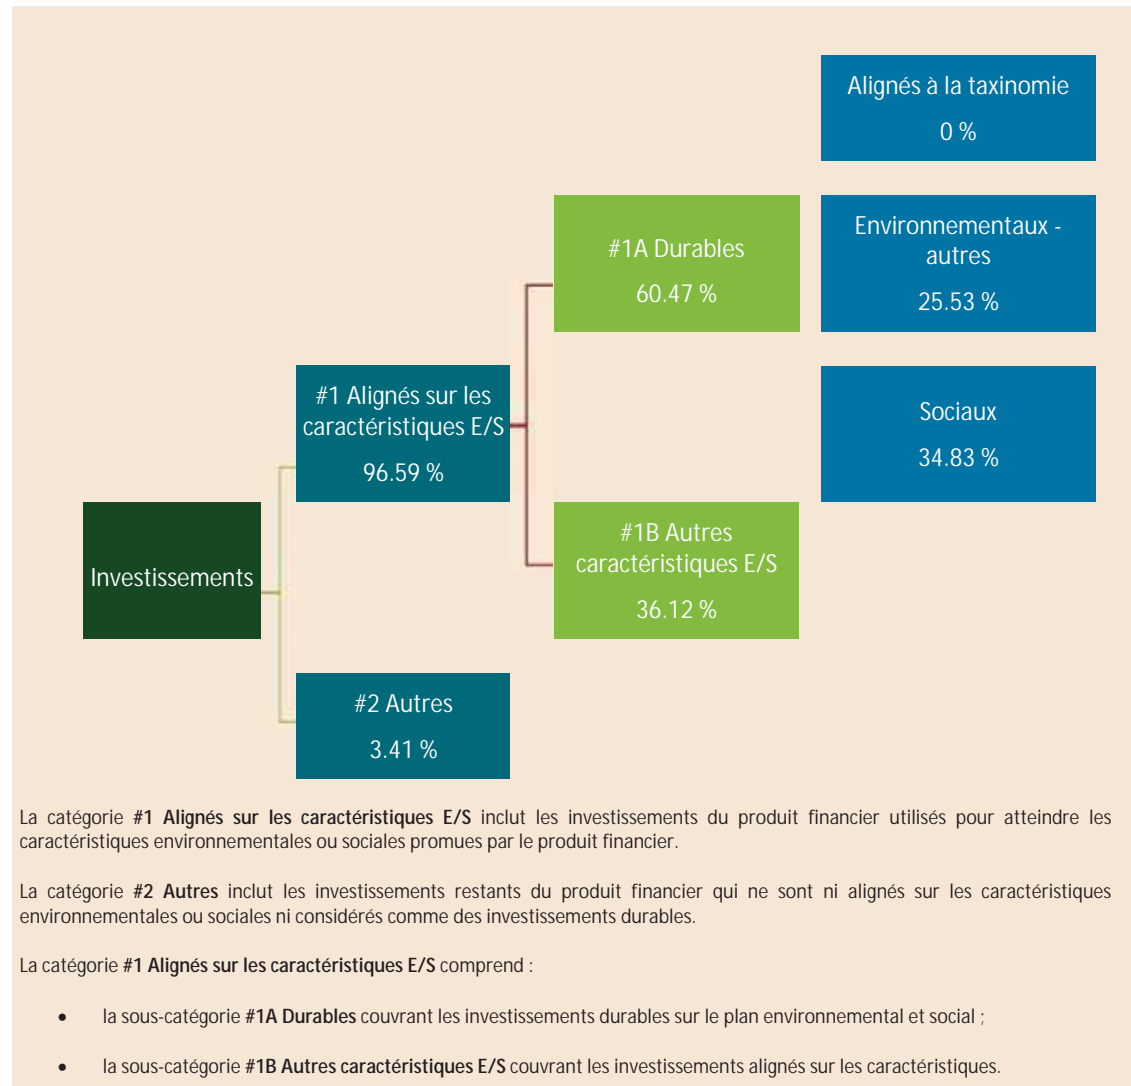 Alignés à la taxinomie
0 %
Environnementaux -
autres
25.53 %
#1A Durables
60.47 %
Sociaux
34.83 %
#1 Alignés sur les
caractéristiques E/S
96.59 %
#1B Autres
caractéristiques E/S
36.12 %
Investissements
#2 Autres
3.41 %
La catégorie #1 Alignés sur les caractéristiques E/S inclut les investissements du produit financier utilisés pour atteindre les
caractéristiques environnementales ou sociales promues par le produit financier.
La catégorie #2 Autres inclut les investissements restants du produit financier qui ne sont ni alignés sur les caractéristiques
environnementales ou sociales ni considérés comme des investissements durables.
La catégorie #1 Alignés sur les caractéristiques E/S comprend :
• la sous-catégorie #1A Durables couvrant les investissements durables sur le plan environnemental et social ;
• la sous-catégorie #1B Autres caractéristiques E/S couvrant les investissements alignés sur les caractéristiques.